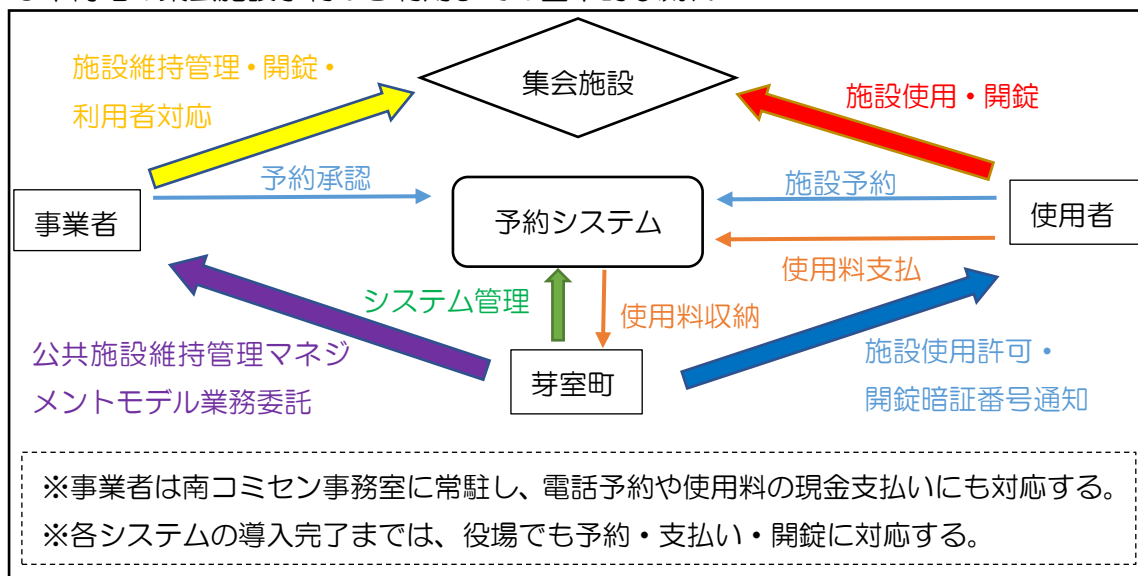 施設維持管理・開錠・
利用者対応
集会施設
施設使用・開錠
予約承認
施設予約
事業者
予約システム
使用者
使用料支払
システム管理
使用料収納
公共施設維持管理マネジ
メントモデル業務委託
芽室町
施設使用許可・
開錠暗証番号通知
※事業者は南コミセン事務室に常駐し、電話予約や使用料の現金支払いにも対応する。
※各システムの導入完了までは、役場でも予約・支払い・開錠に対応する。